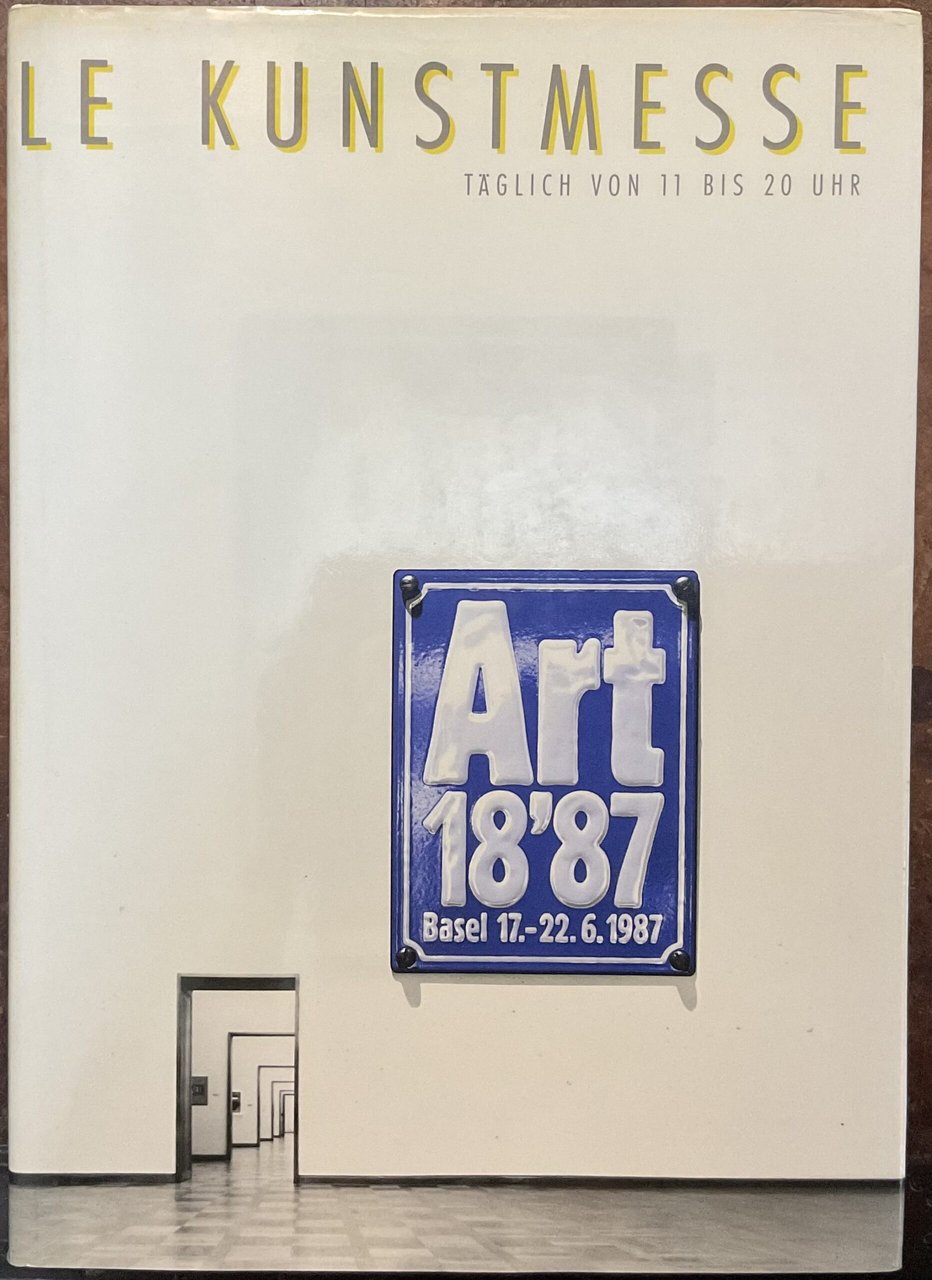 LE KUNSTMESSE
TÄGLICH VON 11 BIS 20 UHR
Art
18'87
Basel 17.-22.6.1987